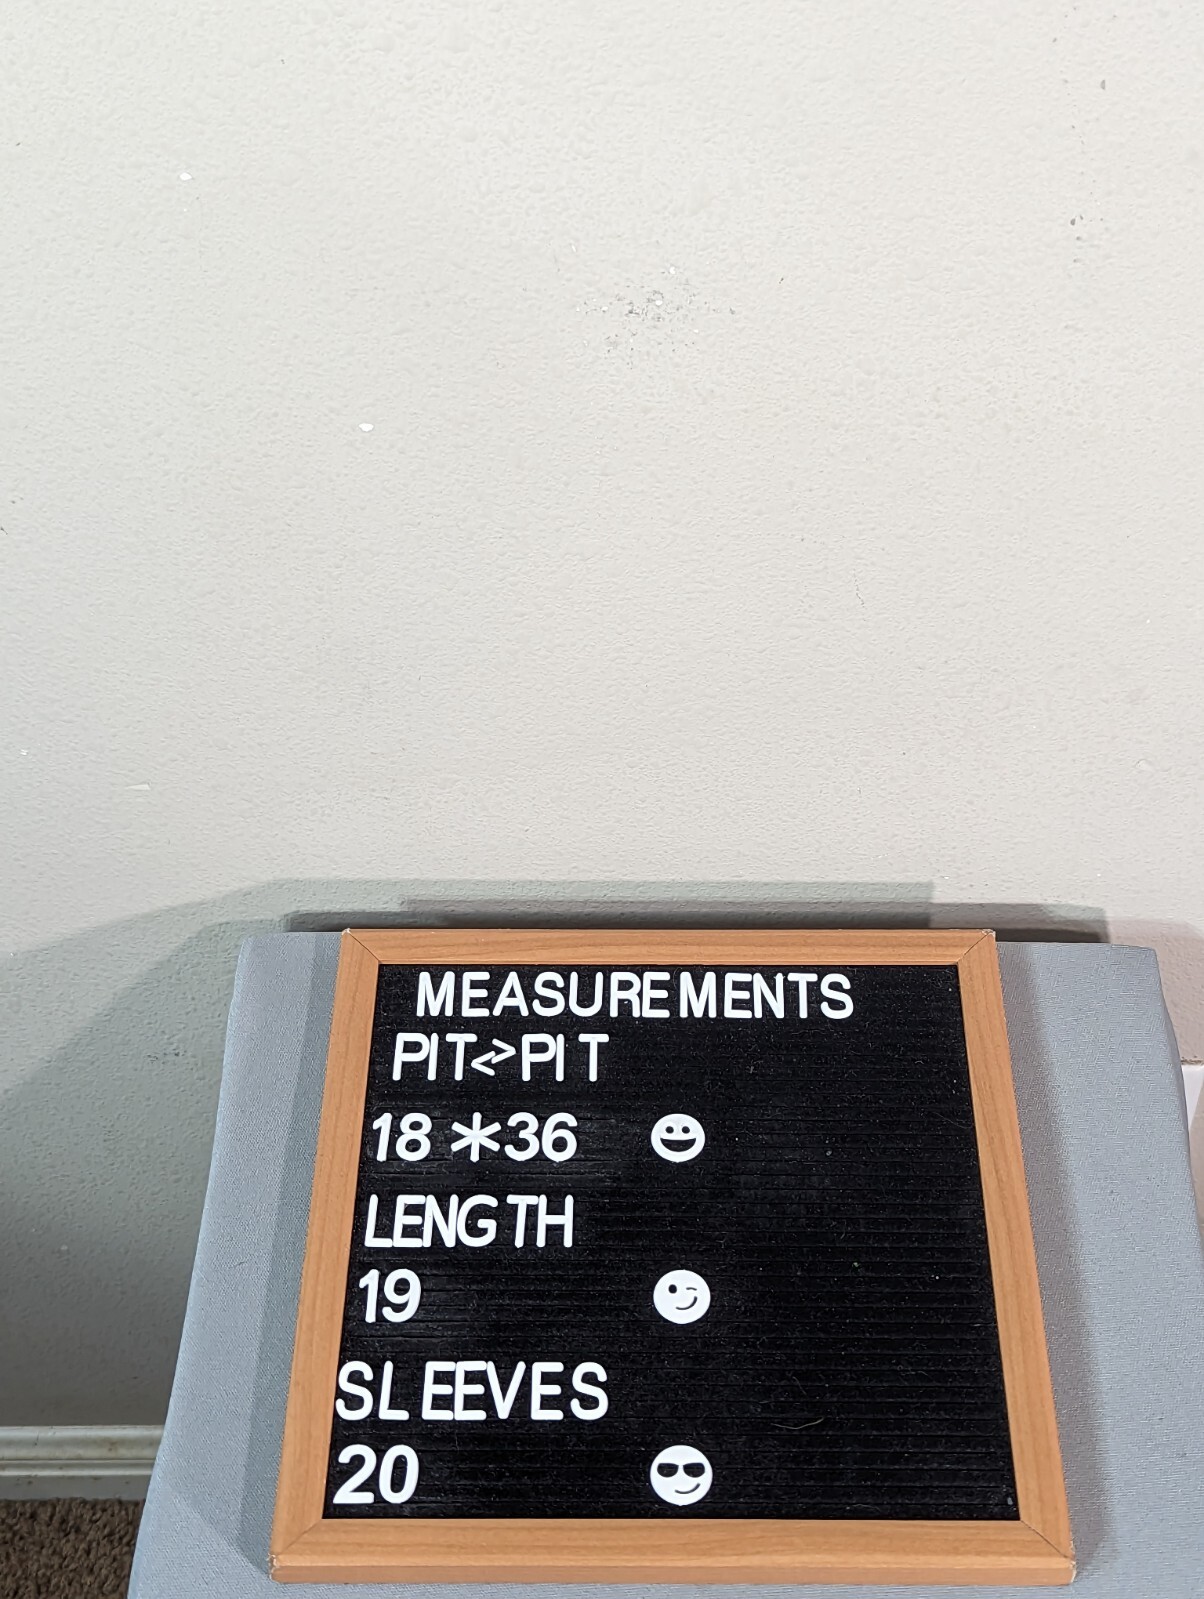 MEASUREMENTS
PIT⇄PIT
18 *36
LENGTH
19
SLEEVES
20